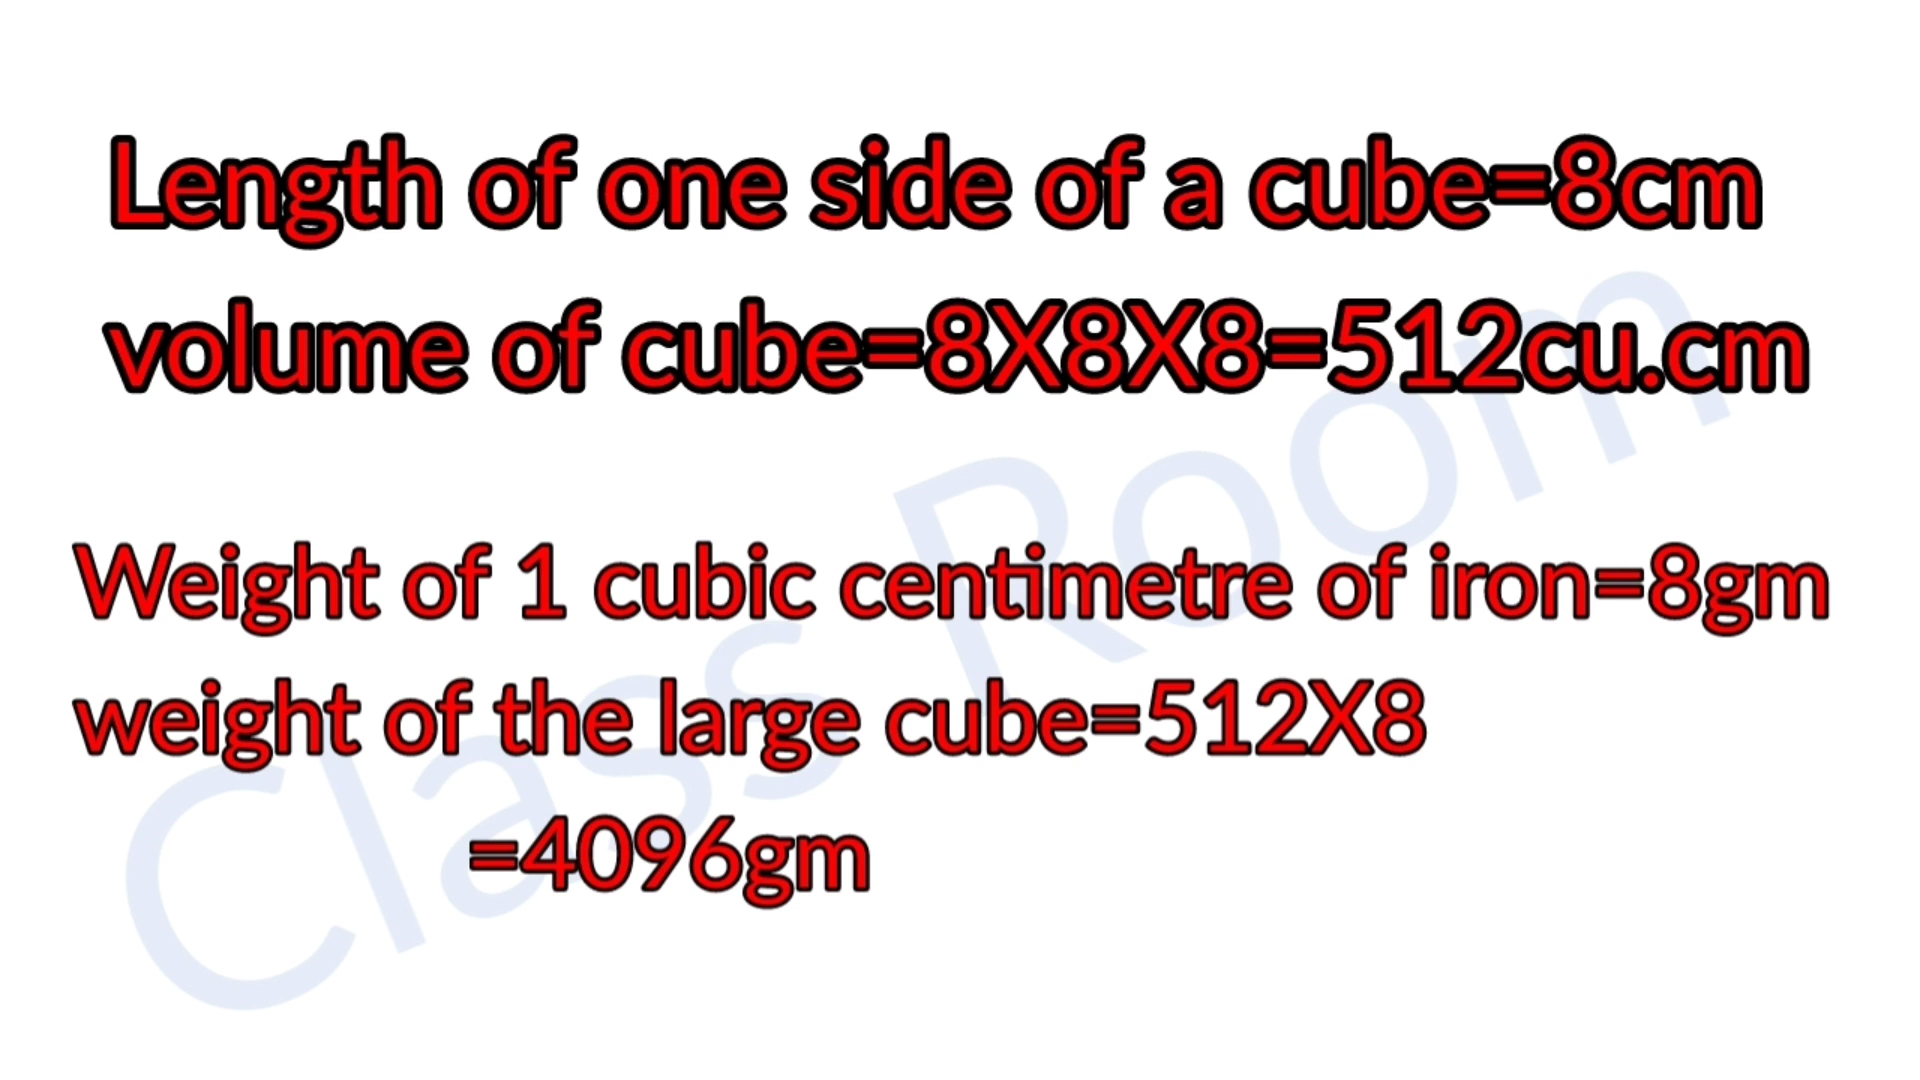 Length of one side of a cube=8cm
volume of cube=8X8X8=512cu.cm
Weight of 1 cubic centimetre of iron=8gm
weight of the large cube=512X8
=4096gm
Class Room